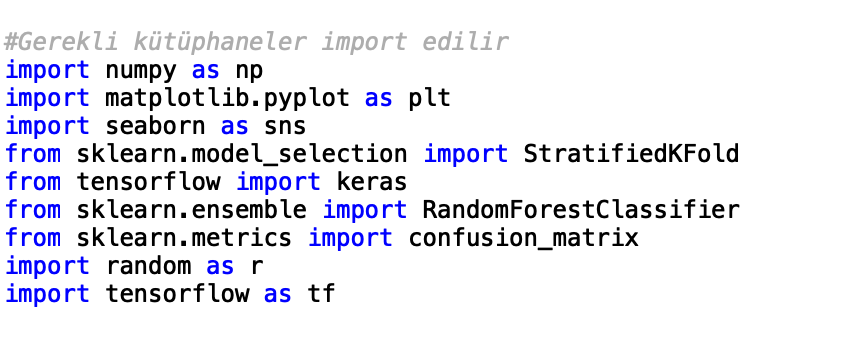 #Gerekli kütüphaneler import edilir
import numpy as np
import matplotlib.pyplot as plt
import seaborn as sns
from sklearn.model_selection import StratifiedKFold
from tensorflow import keras
from sklearn.ensemble import RandomForestClassifier
from sklearn.metrics import confusion_matrix
import random as r
import tensorflow as tf